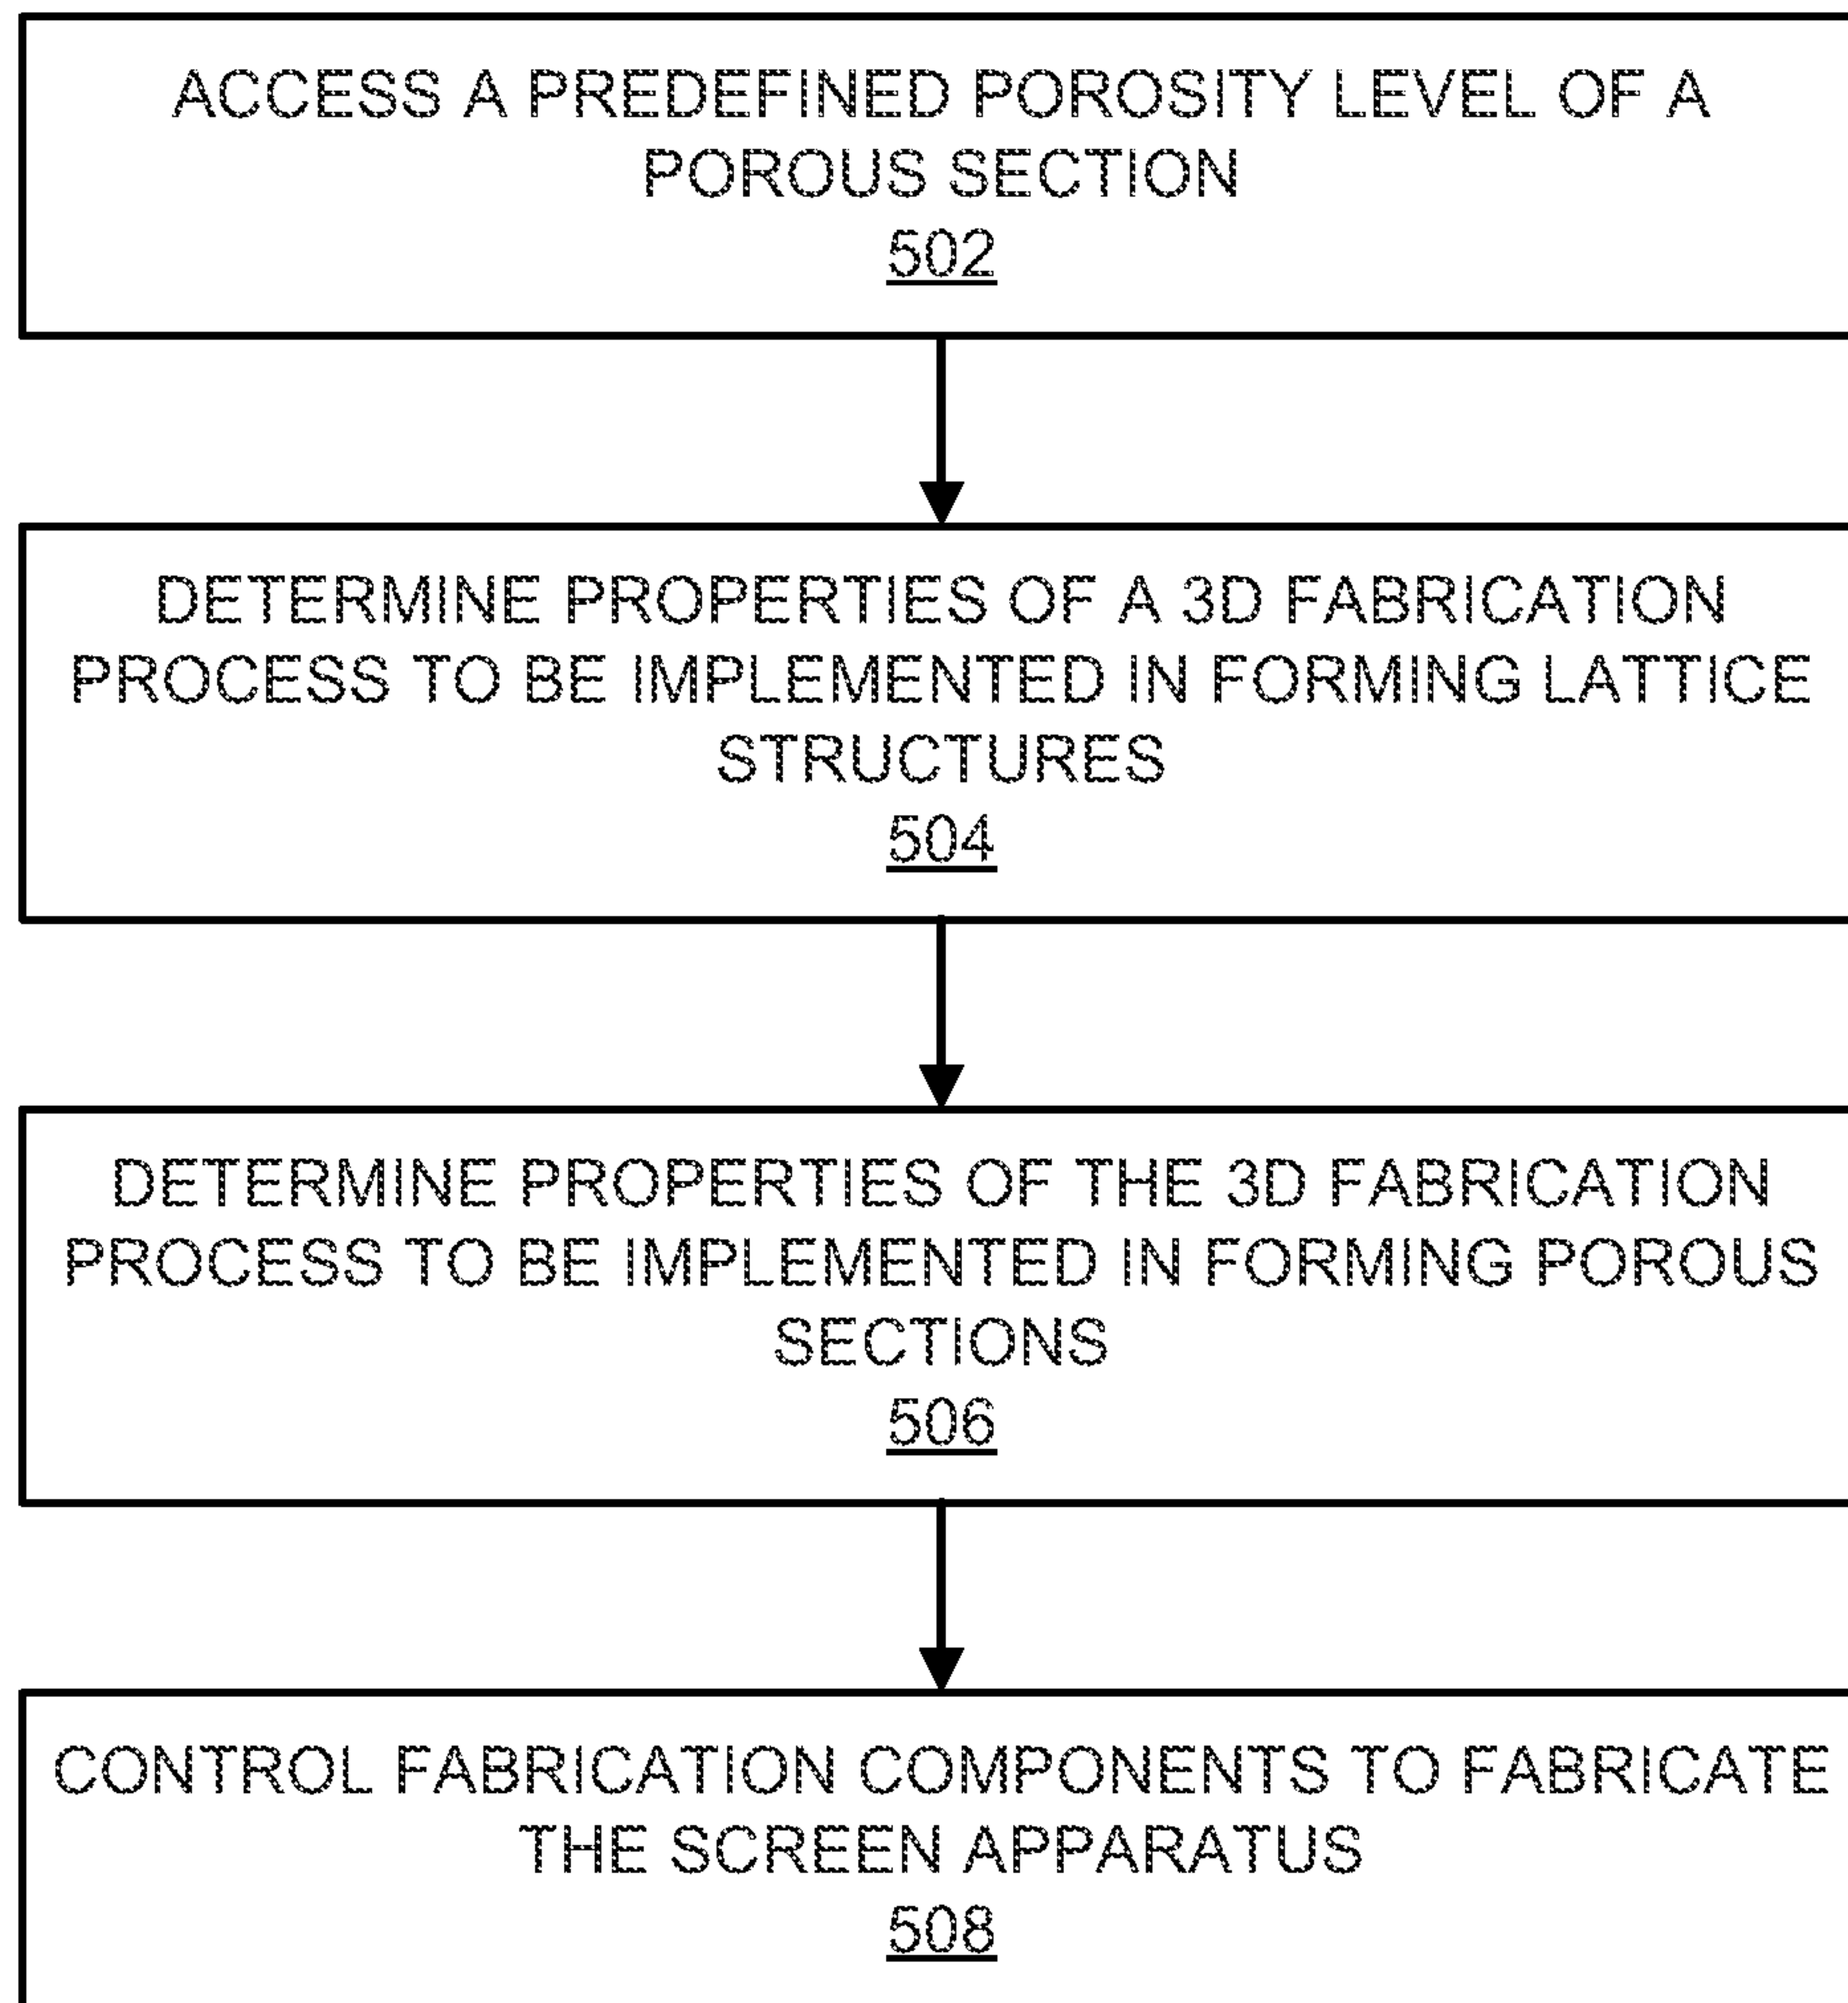 ACCESS A PREDEFINED POROSITY LEVEL OF A
POROUS SECTION
502
DETERMINE PROPERTIES OF A 3D FABRICATION
PROCESS TO BE IMPLEMENTED IN FORMING LATTICE
STRUCTURES
504
DETERMINE PROPERTIES OF THE 3D FABRICATION
PROCESS TO BE IMPLEMENTED IN FORMING POROUS
SECTIONS
506
CONTROL FABRICATION COMPONENTS TO FABRICATE
THE SCREEN APPARATUS
508